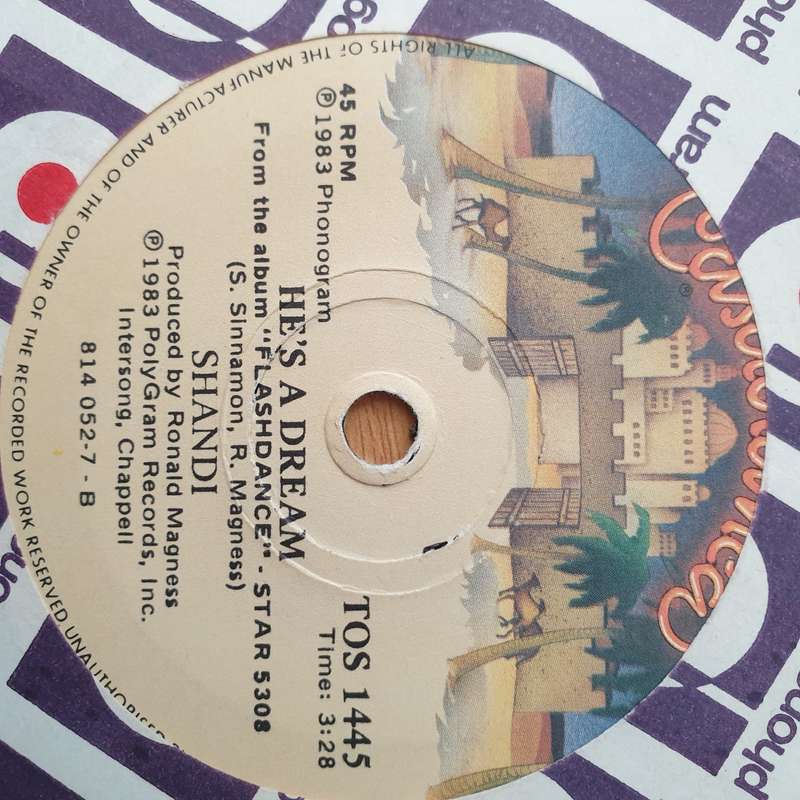 Casablanca
®
TOS 1445
Time: 3:28
45 RPM
℗1983 Phonogram
HE'S A DREAM
From the album "FLASHDANCE" - STAR 5308
(S. Sinnamon, R. Magness)
SHANDI
Produced by Ronald Magness
℗1983 PolyGram Records, Inc.
Intersong, Chappell
814 052-7 - B
ALL RIGHTS OF THE MANUFACTURER AND OF THE OWNER OF THE RECORDED WORK RESERVED UNAUTHORISED
phonogram